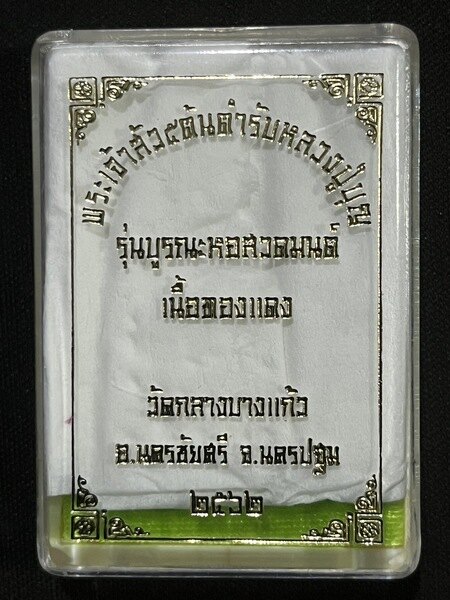 พระเจ้าสัว๕ต้นตำรับหลวงปู่บุญ
รุ่นบูรณะหอสวดมนต์
เนื้อทองแดง
วัดกลางบางแก้ว
อ.นครชัยศรี จ.นครปฐม
๒๕๖๒